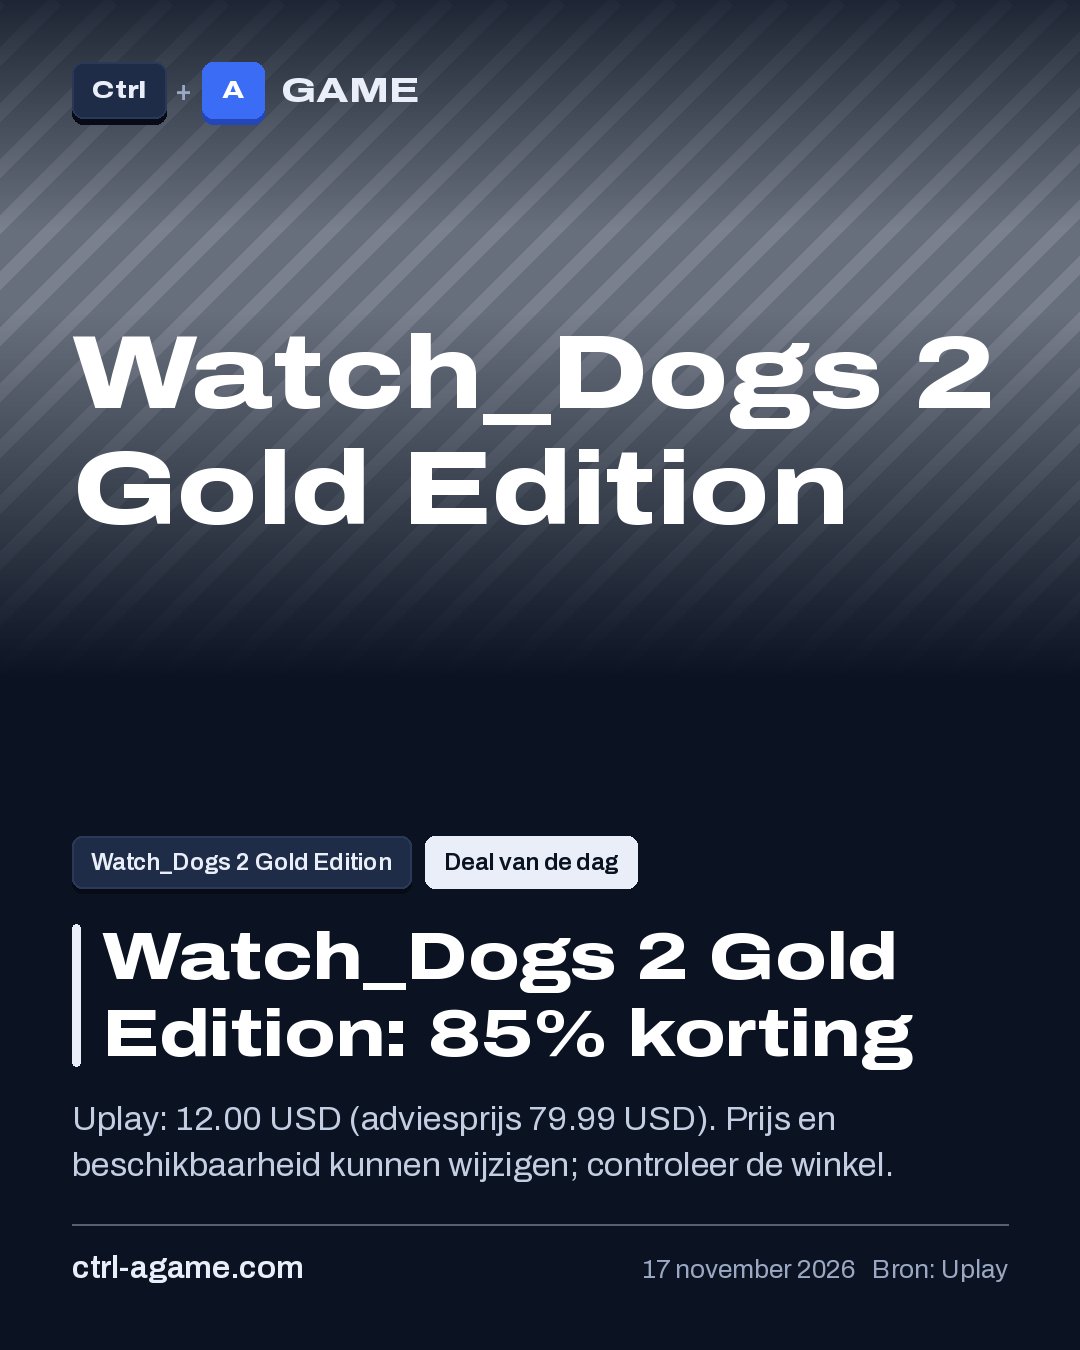 Ctrl + A GAME
Watch_Dogs 2
Gold Edition
Watch_Dogs 2 Gold Edition
Deal van de dag
Watch_Dogs 2 Gold
Edition: 85% korting
Uplay: 12.00 USD (adviesprijs 79.99 USD). Prijs en
beschikbaarheid kunnen wijzigen; controleer de winkel.
ctrl-agame.com
17 november 2026 Bron: Uplay